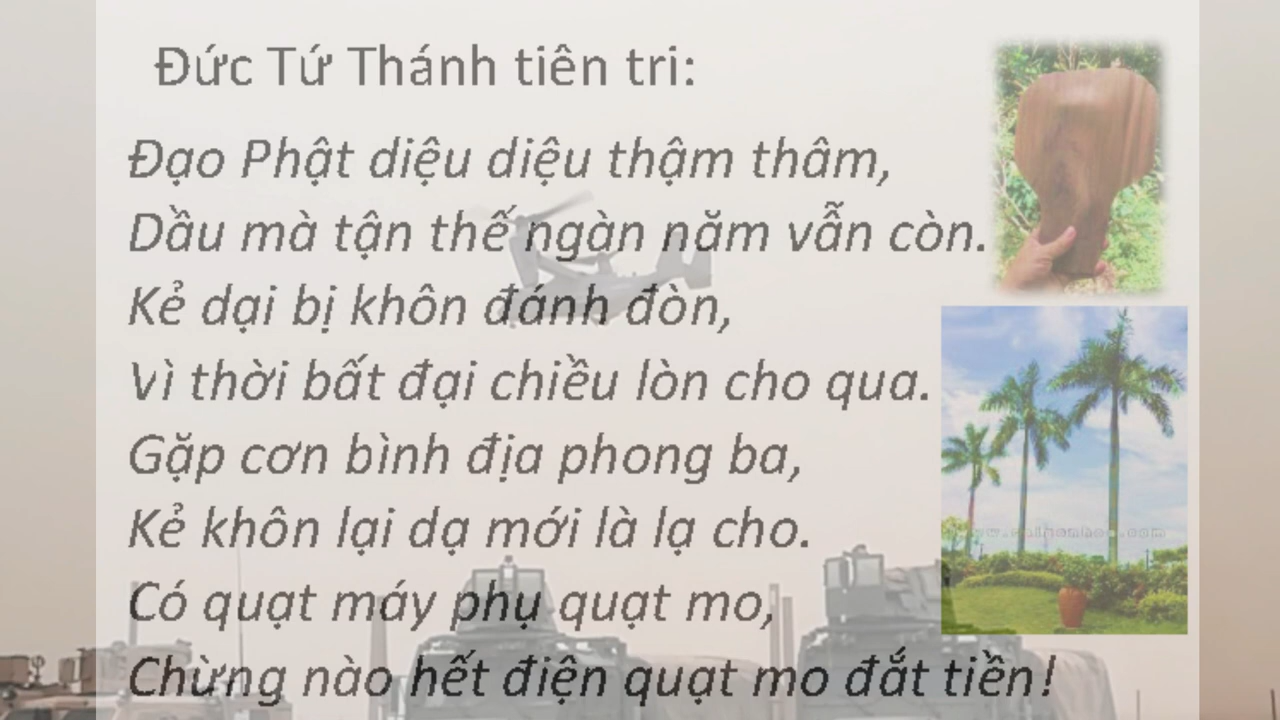 Đức Tứ Thánh tiên tri:
Đạo Phật diệu diệu thậm thâm,
Dầu mà tận thế ngàn năm vẫn còn.
Kẻ dại bị khôn đánh đòn,
Vì thời bất đại chiều lòn cho qua.
Gặp cơn bình địa phong ba,
Kẻ khôn lại dạ mới là lạ cho.
Có quạt máy phụ quạt mo,
Chừng nào hết điện quạt mo đắt tiền!